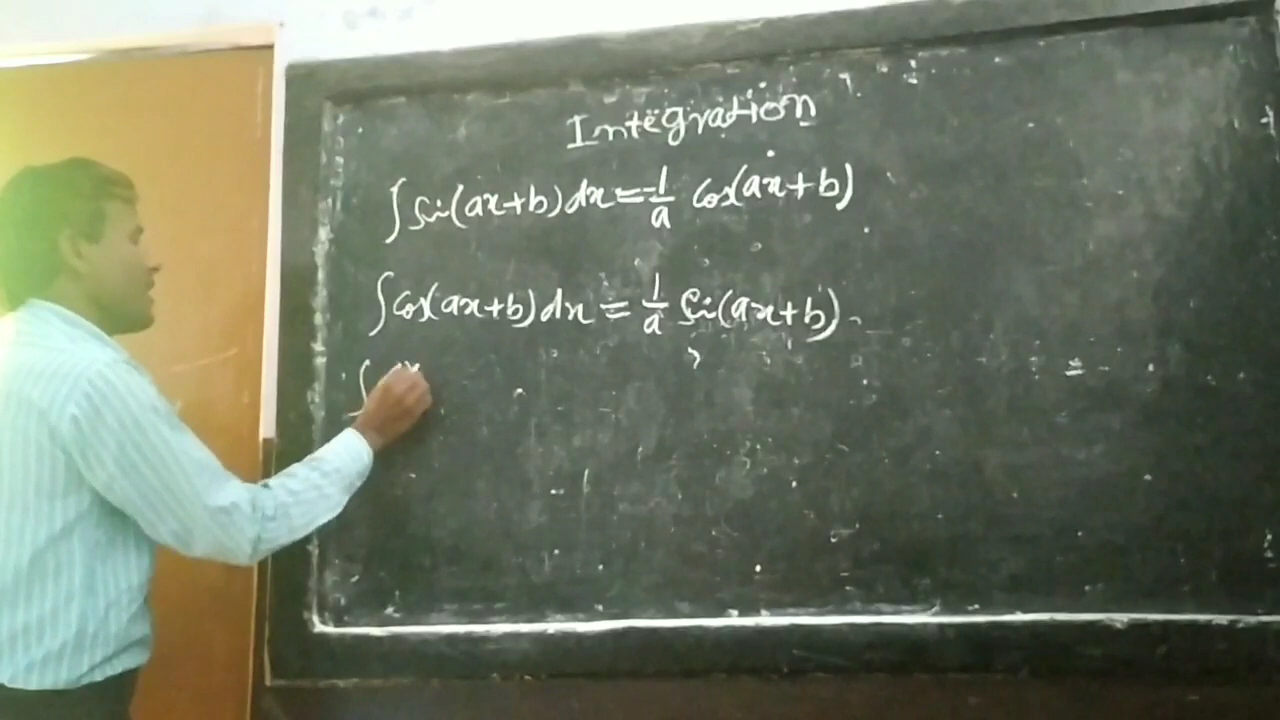 Integration
∫ sin(ax+b) dx = -1/a cos(ax+b)
∫ cos(ax+b) dx = 1/a sin(ax+b)
∫